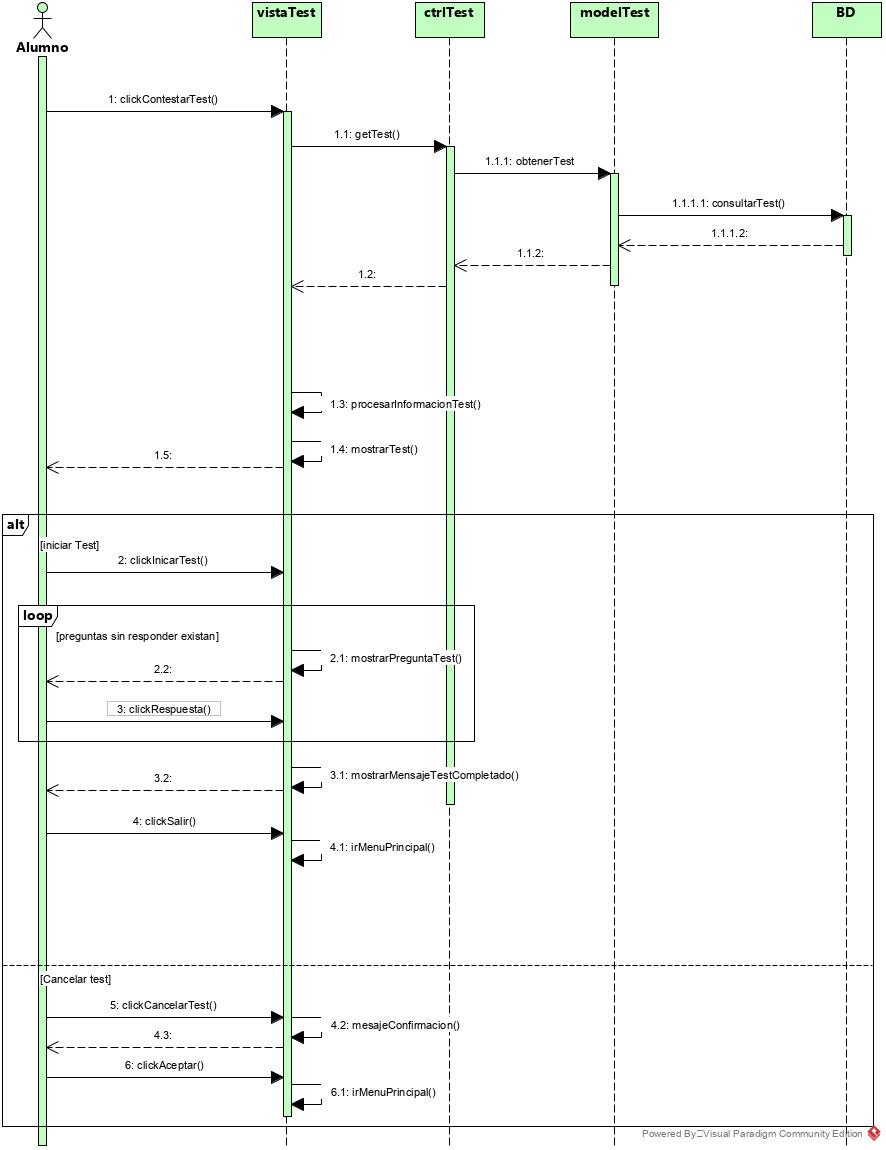 Alumno
vistaTest
ctrlTest
modelTest
BD
1: clickContestarTest()
1.1: getTest()
1.1.1: obtenerTest
1.1.1.1: consultarTest()
1.1.1.2:
1.1.2:
1.2:
1.3: procesarInformacionTest()
1.4: mostrarTest()
1.5:
alt
[iniciar Test]
2: clickInicarTest()
loop
[preguntas sin responder existan]
2.1: mostrarPreguntaTest()
2.2:
3: clickRespuesta()
3.1: mostrarMensajeTestCompletado()
3.2:
4: clickSalir()
4.1: irMenuPrincipal()
[Cancelar test]
5: clickCancelarTest()
4.2: mesajeConfirmacion()
4.3:
6: clickAceptar()
6.1: irMenuPrincipal()
Powered By Visual Paradigm Community Edition